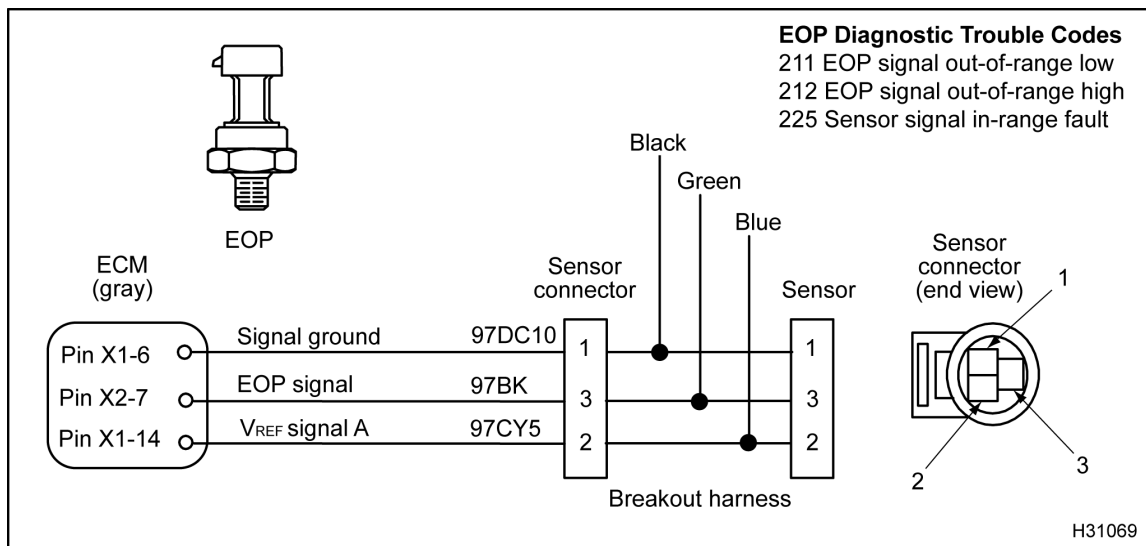 EOP Diagnostic Trouble Codes
211 EOP signal out-of-range low
212 EOP signal out-of-range high
225 Sensor signal in-range fault
EOP
Black
Green
Blue
ECM
(gray)
Sensor
connector
Sensor
Sensor
connector
(end view)
1
Pin X1-6
Signal ground
97DC10
1
1
Pin X2-7
EOP signal
97BK
3
3
Pin X1-14
VREF signal A
97CY5
2
2
2
3
Breakout harness
H31069